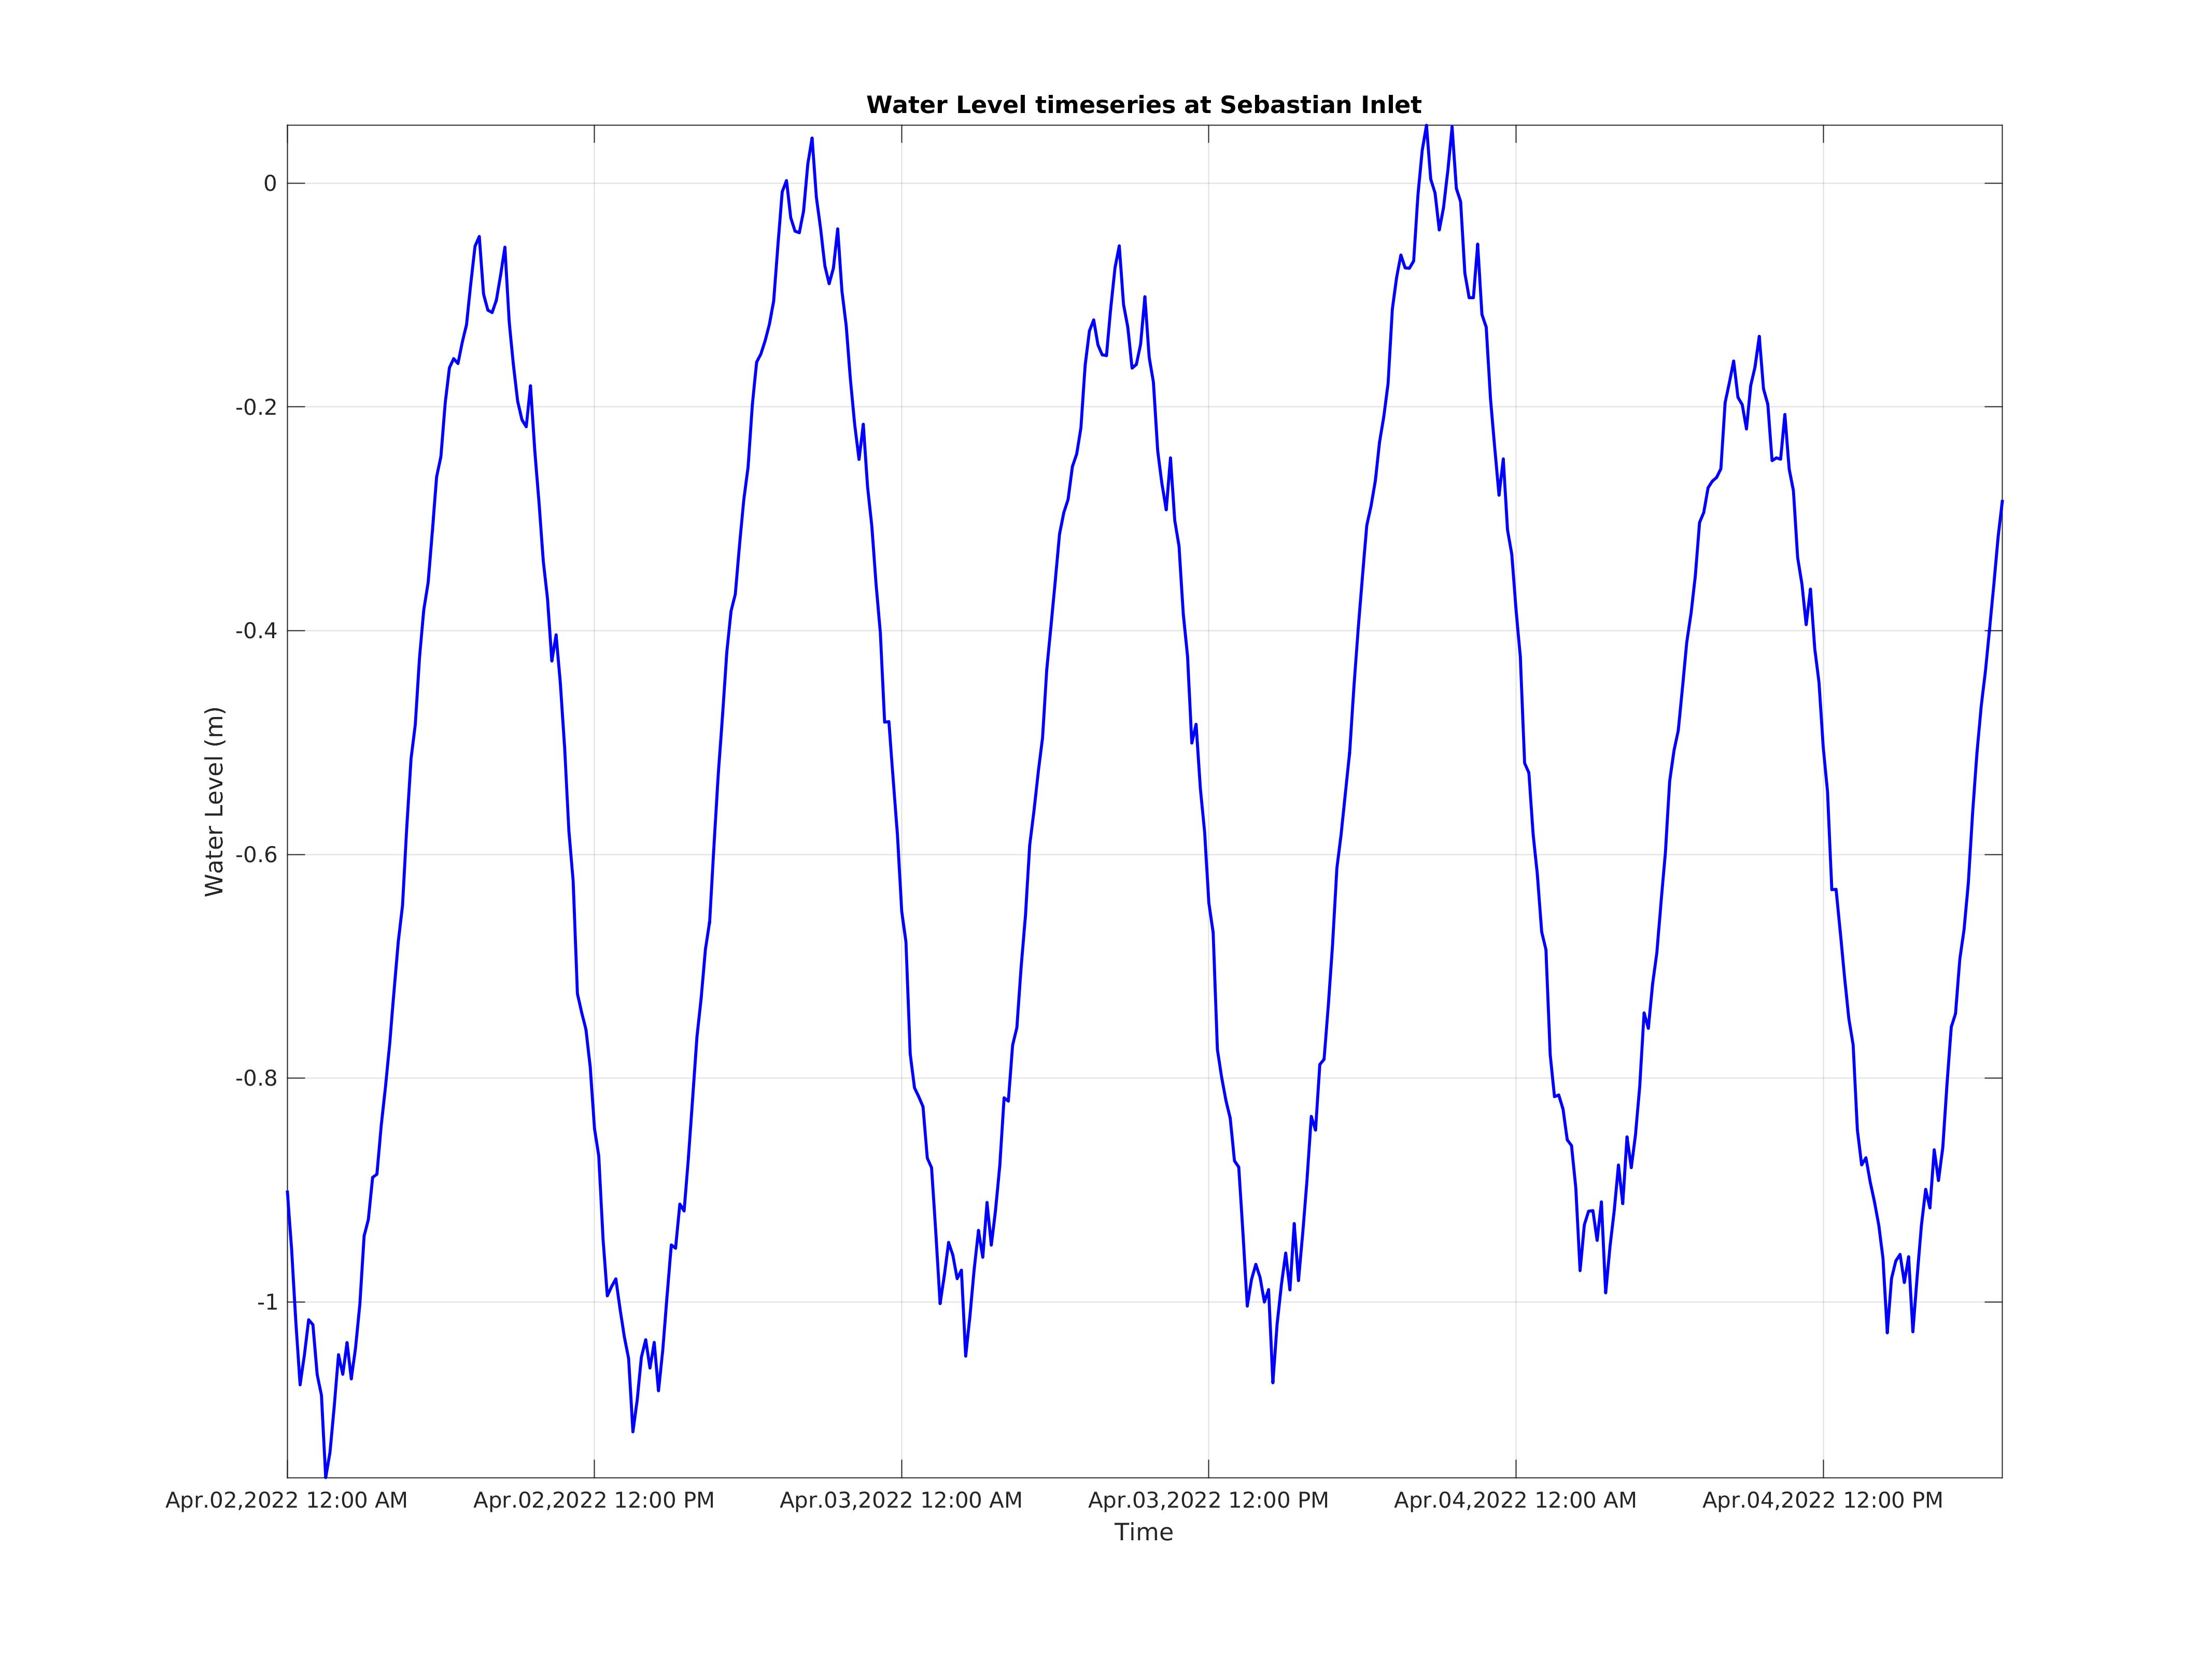 Water Level timeseries at Sebastian Inlet
0
-0.2
-0.4
-0.6
-0.8
-1
Water Level (m)
Apr.02,2022 12:00 AM
Apr.02,2022 12:00 PM
Apr.03,2022 12:00 AM
Apr.03,2022 12:00 PM
Apr.04,2022 12:00 AM
Apr.04,2022 12:00 PM
Time